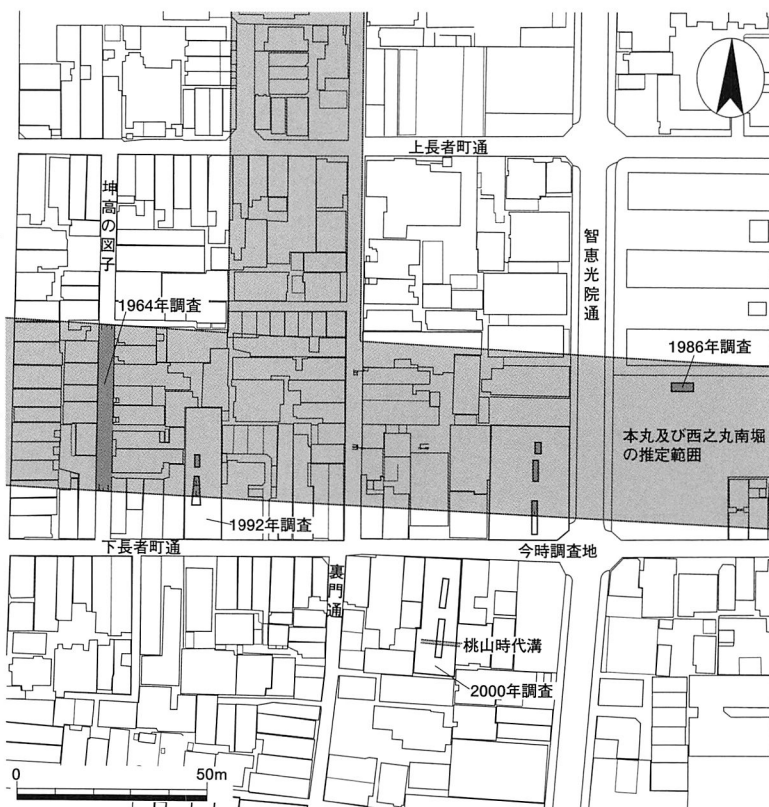 上長者町通
坤高の図子
智恵光院通
1964年調査
1986年調査
本丸及び西之丸南堀
の推定範囲
1992年調査
下長者町通
今時調査地
裏門通
桃山時代溝
2000年調査
0
50m